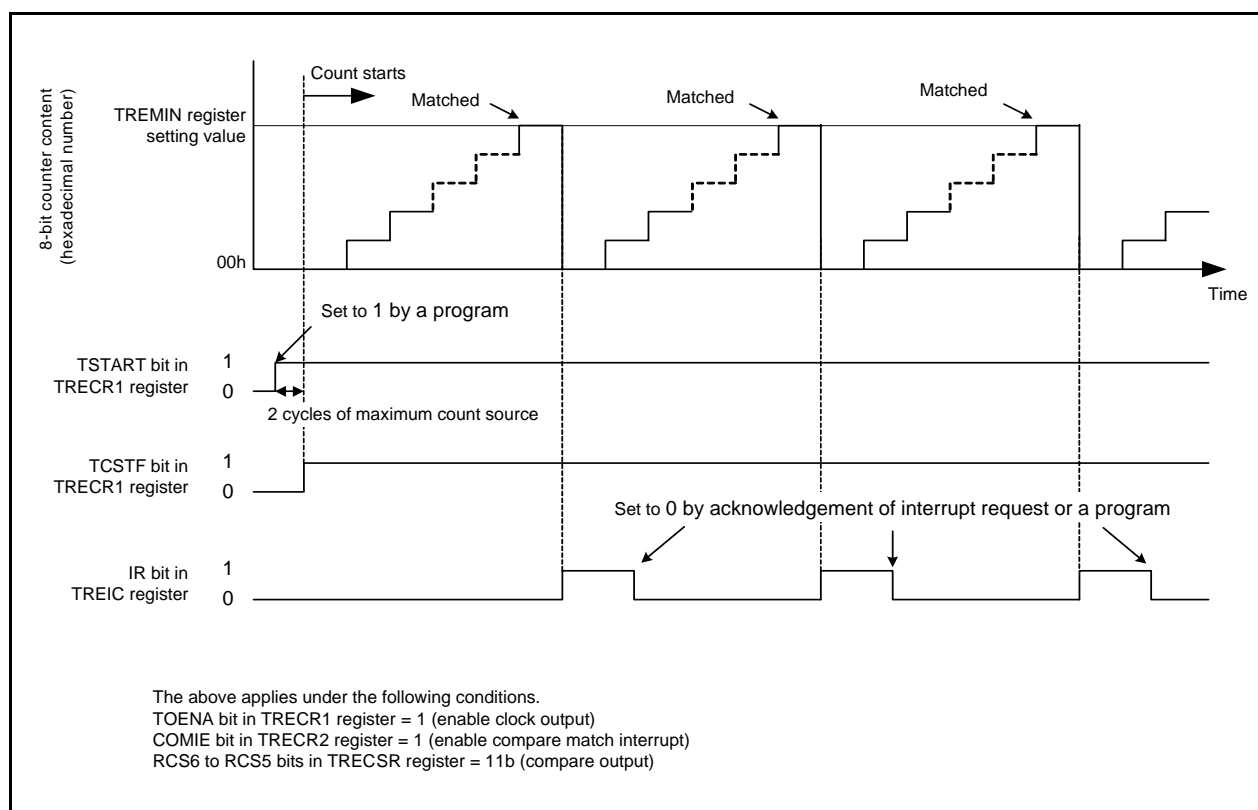 Count starts
Matched
Matched
Matched
8-bit counter content
(hexadecimal number)
TREMIN register
setting value
00h
Time
Set to 1 by a program
TSTART bit in
TRECR1 register
1
0
2 cycles of maximum count source
TCSTF bit in
TRECR1 register
1
0
Set to 0 by acknowledgement of interrupt request or a program
IR bit in
TREIC register
1
0
The above applies under the following conditions.
TOENA bit in TRECR1 register = 1 (enable clock output)
COMIE bit in TRECR2 register = 1 (enable compare match interrupt)
RCS6 to RCS5 bits in TRECSR register = 11b (compare output)